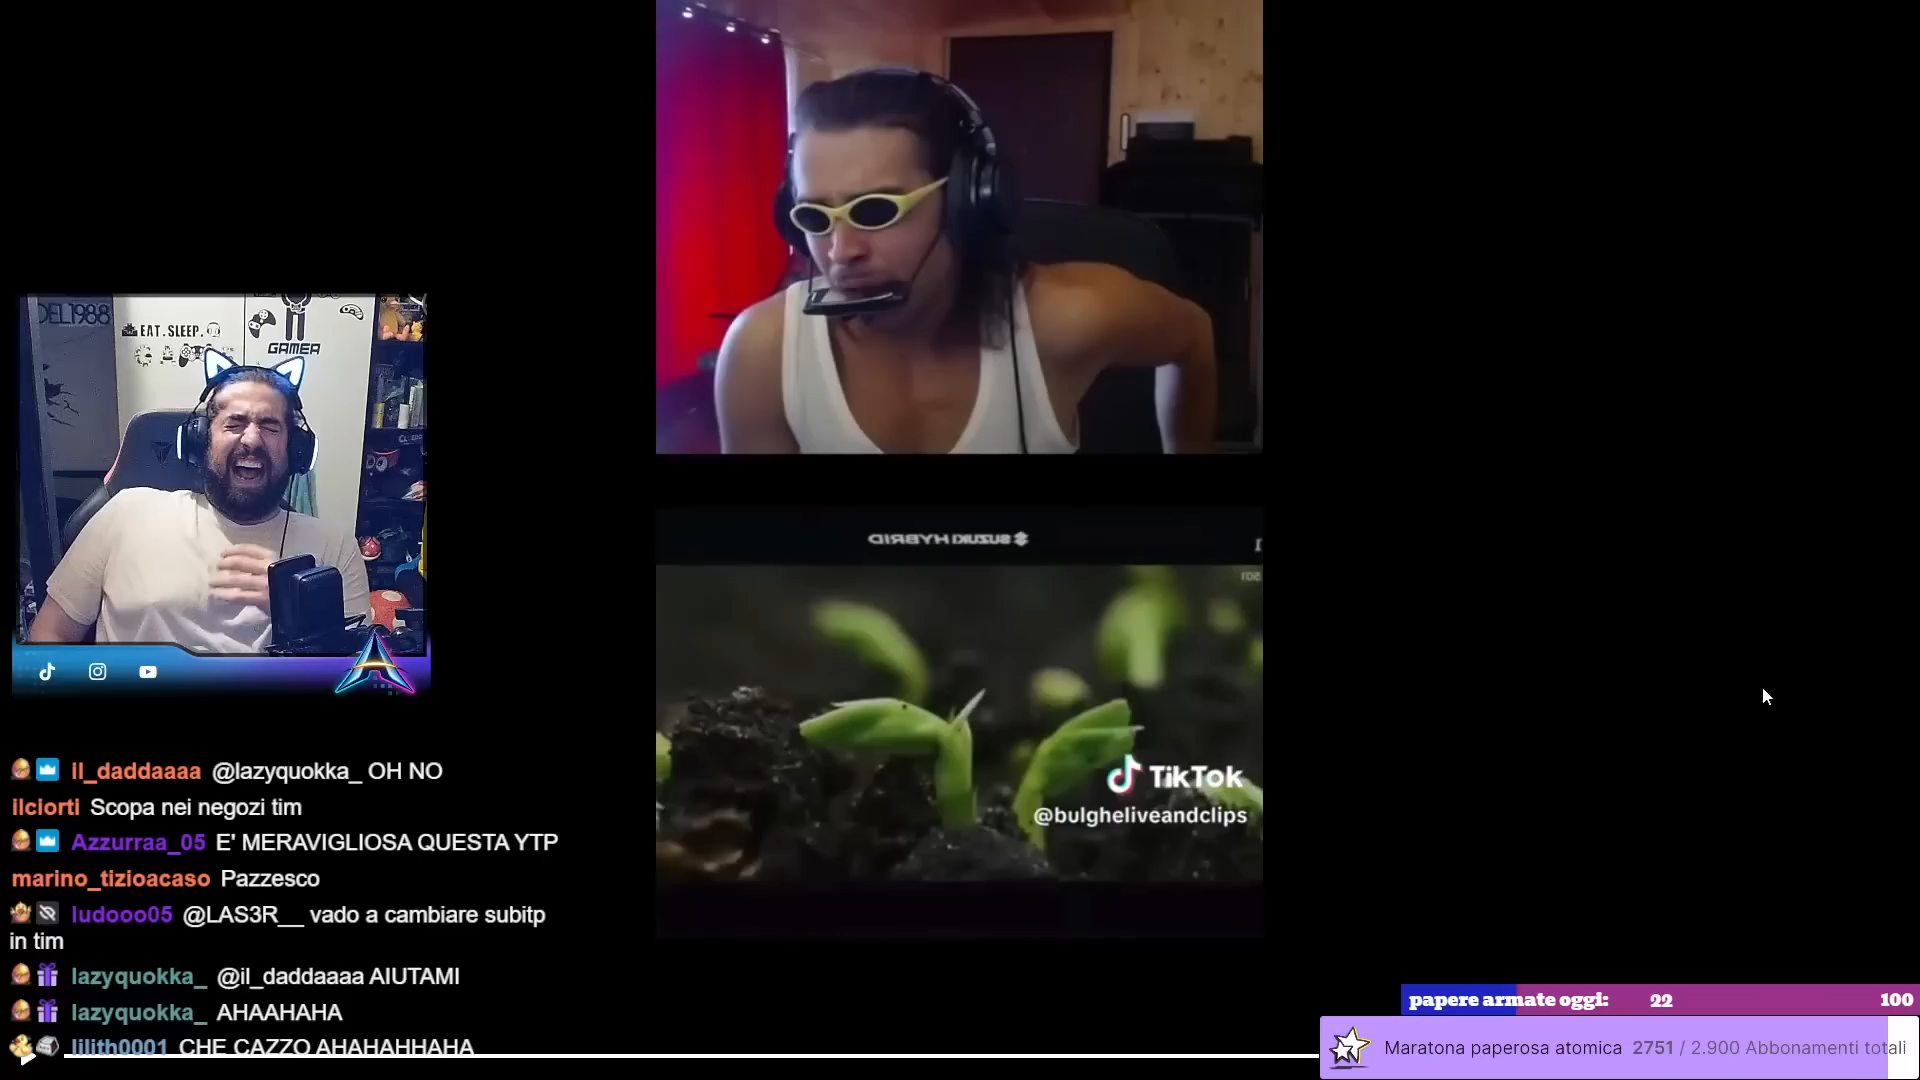 DEL1988
EAT.SLEEP.
GAMER
SUZUKI HYBRID
TikTok
@bulgheliveandclips
il_daddaaaa @lazyquokka_ OH NO
ilciorti Scopa nei negozi tim
Azzurraa_05 E' MERAVIGLIOSA QUESTA YTP
marino_tizioacaso Pazzesco
ludooo05 @LAS3R__ vado a cambiare subitp
in tim
lazyquokka_ @il_daddaaaa AIUTAMI
lazyquokka_ AHAAHAHA
lilith0001 CHE CAZZO AHAHAHHAHA
papere armate oggi: 22 100
Maratona paperosa atomica 2751 / 2.900 Abbonamenti totali